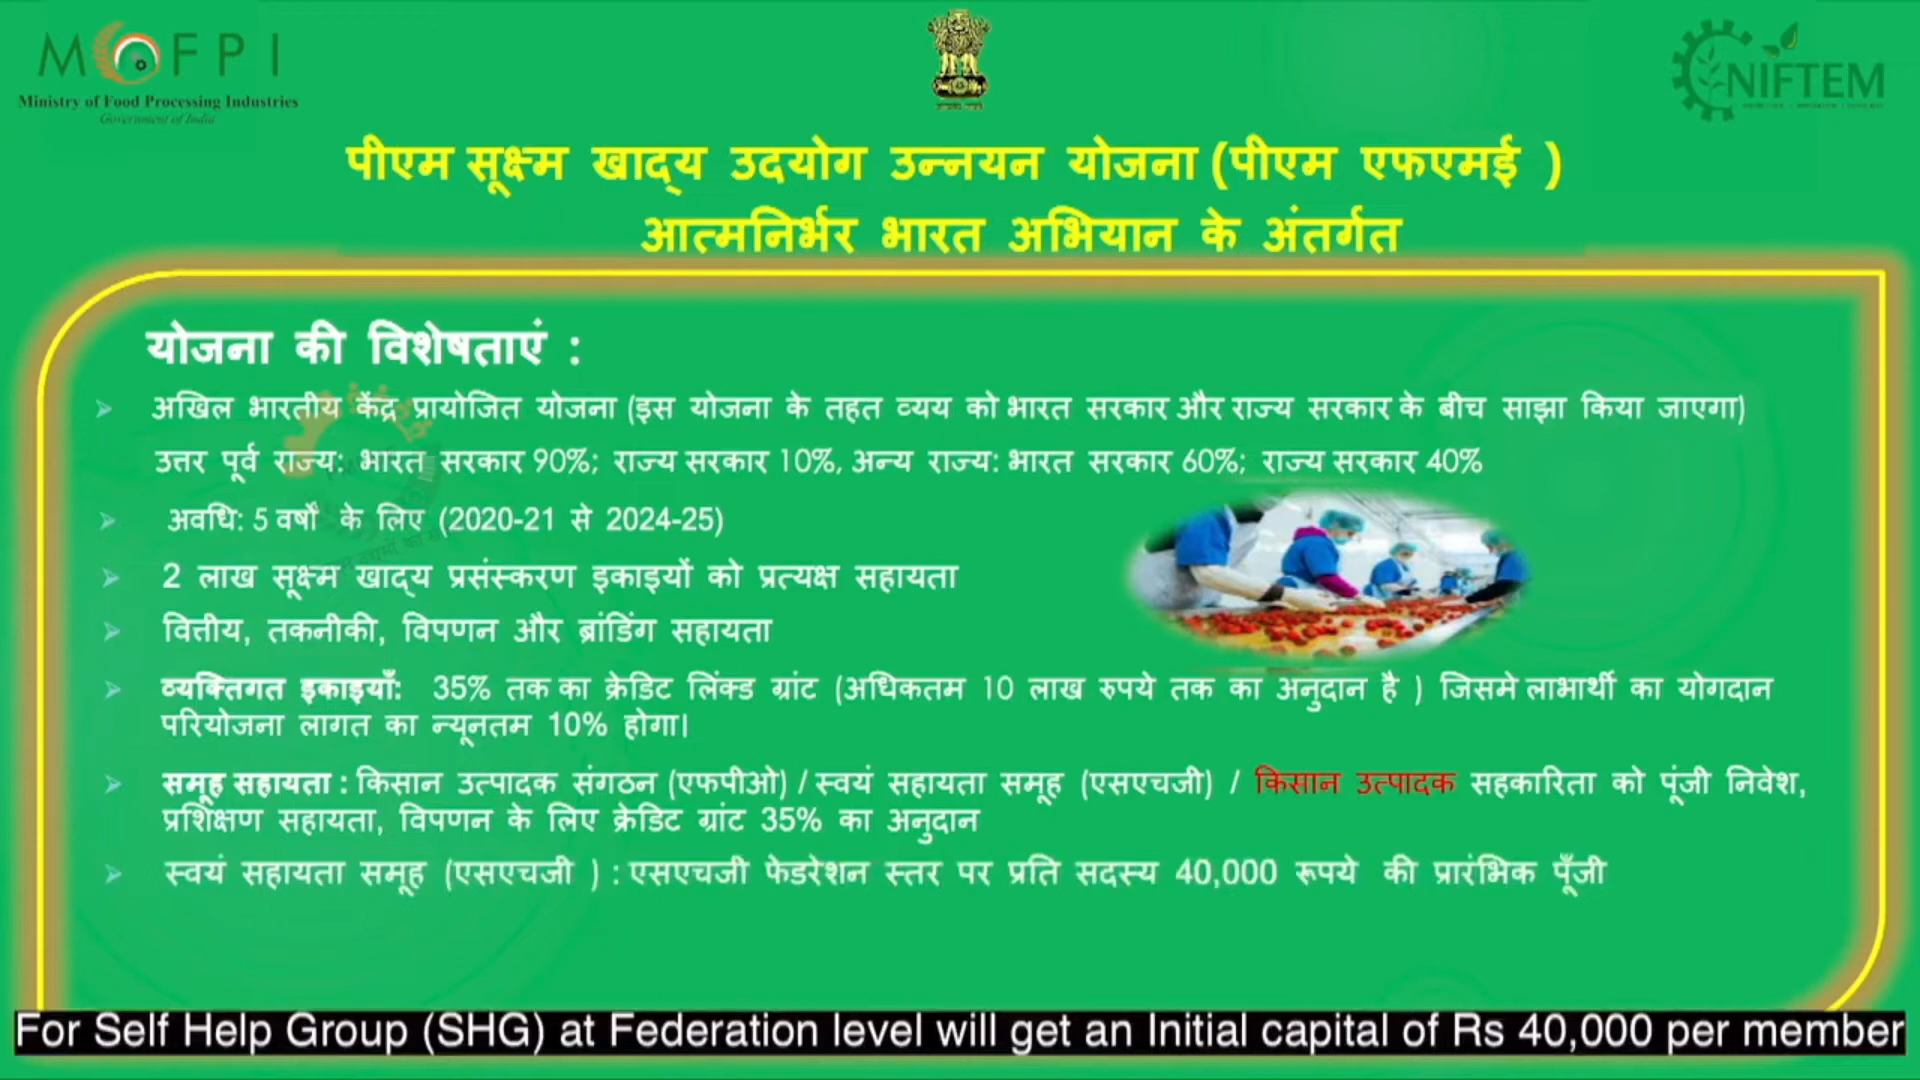 MOFPI
Ministry of Food Processing Industries
Government of India
NIFTEM
पीएम सूक्ष्म खाद्य उदयोग उन्नयन योजना (पीएम एफएमई )
आत्मनिर्भर भारत अभियान के अंतर्गत
योजना की विशेषताएं :
अखिल भारतीय केंद्र प्रायोजित योजना (इस योजना के तहत व्यय को भारत सरकार और राज्य सरकार के बीच साझा किया जाएगा)
उत्तर पूर्व राज्य: भारत सरकार 90%; राज्य सरकार 10%, अन्य राज्य: भारत सरकार 60%; राज्य सरकार 40%
अवधि: 5 वर्षों के लिए (2020-21 से 2024-25)
2 लाख सूक्ष्म खाद्य प्रसंस्करण इकाइयों को प्रत्यक्ष सहायता
वित्तीय, तकनीकी, विपणन और ब्रांडिंग सहायता
व्यक्तिगत इकाइयाँ: 35% तक का क्रेडिट लिंक्ड ग्रांट (अधिकतम 10 लाख रुपये तक का अनुदान है ) जिसमे लाभार्थी का योगदान
परियोजना लागत का न्यूनतम 10% होगा।
समूह सहायता : किसान उत्पादक संगठन (एफपीओ) / स्वयं सहायता समूह (एसएचजी) / किसान उत्पादक सहकारिता को पूंजी निवेश,
प्रशिक्षण सहायता, विपणन के लिए क्रेडिट ग्रांट 35% का अनुदान
स्वयं सहायता समूह (एसएचजी ) : एसएचजी फेडरेशन स्तर पर प्रति सदस्य 40,000 रूपये की प्रारंभिक पूँजी
For Self Help Group (SHG) at Federation level will get an Initial capital of Rs 40,000 per member